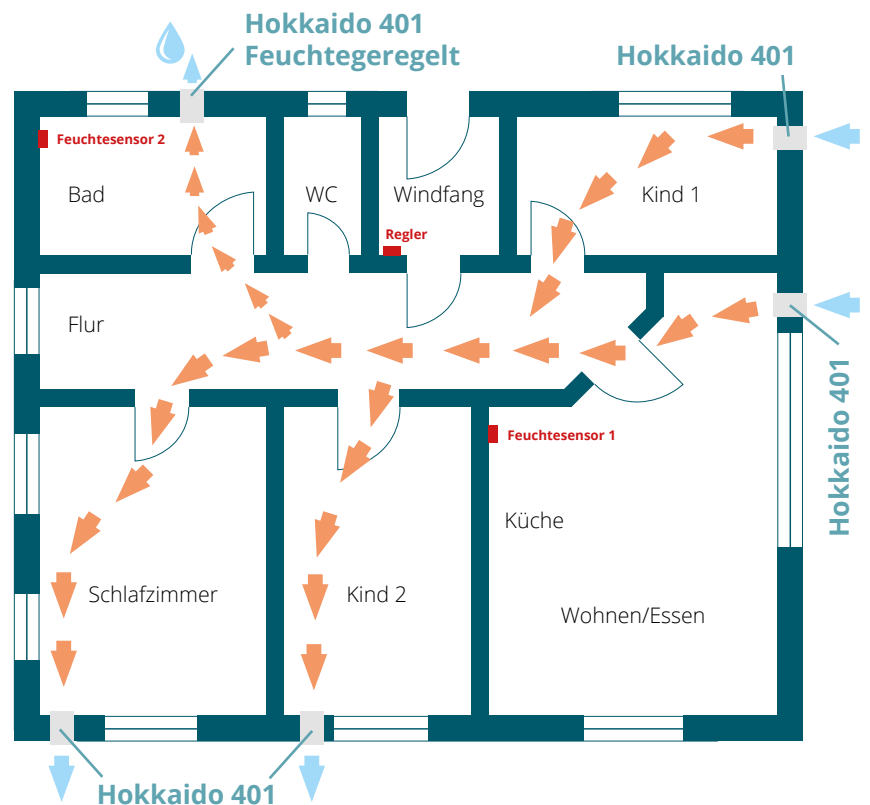 Hokkaido 401
Feuchtegeregelt
Hokkaido 401
Feuchtesensor 2
Bad
WC
Windfang
Kind 1
Regler
Flur
Hokkaido 401
Feuchtesensor 1
Küche
Schlafzimmer
Kind 2
Wohnen/Essen
Hokkaido 401